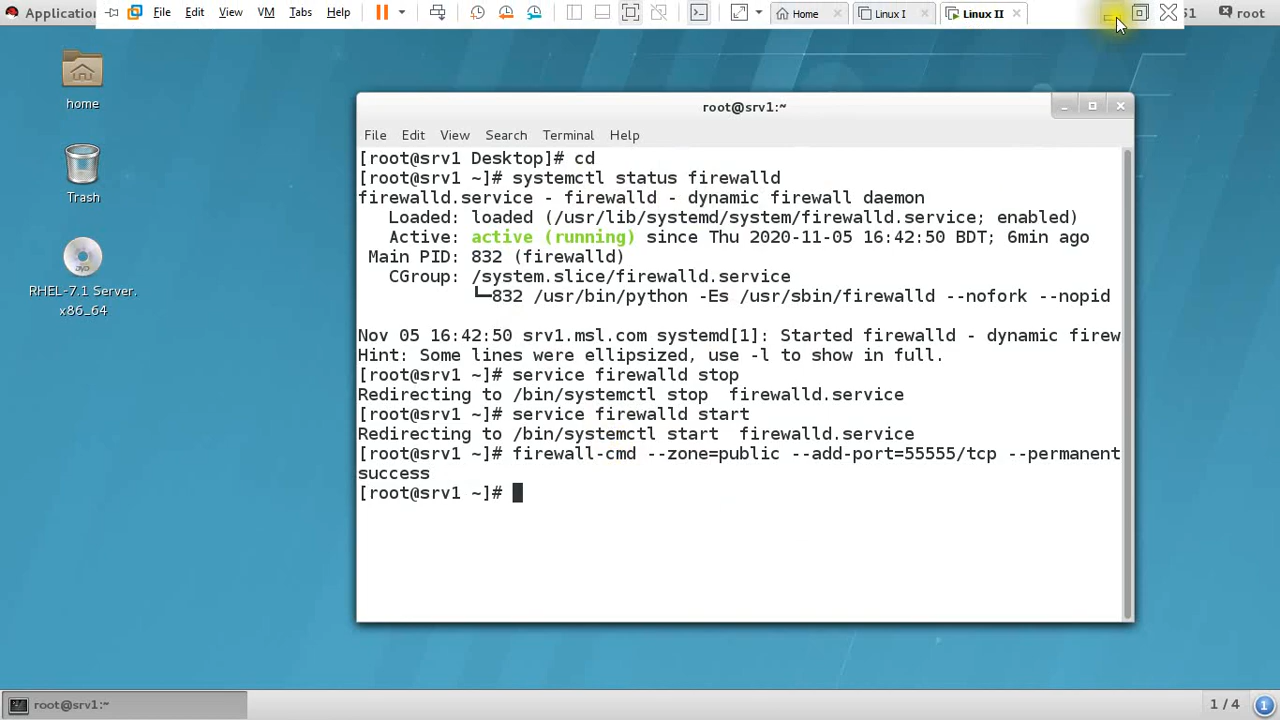 Application
File Edit View VM Tabs Help
Home
Linux I
Linux II
51
root
home
Trash
RHEL-7.1 Server.
x86_64
root@srv1:~
File Edit View Search Terminal Help
[root@srv1 Desktop]# cd
[root@srv1 ~]# systemctl status firewalld
firewalld.service - firewalld - dynamic firewall daemon
Loaded: loaded (/usr/lib/systemd/system/firewalld.service; enabled)
Active: active (running) since Thu 2020-11-05 16:42:50 BDT; 6min ago
Main PID: 832 (firewalld)
CGroup: /system.slice/firewalld.service
└─832 /usr/bin/python -Es /usr/sbin/firewalld --nofork --nopid
Nov 05 16:42:50 srv1.msl.com systemd[1]: Started firewalld - dynamic firew
Hint: Some lines were ellipsized, use -l to show in full.
[root@srv1 ~]# service firewalld stop
Redirecting to /bin/systemctl stop  firewalld.service
[root@srv1 ~]# service firewalld start
Redirecting to /bin/systemctl start  firewalld.service
[root@srv1 ~]# firewall-cmd --zone=public --add-port=55555/tcp --permanent
success
[root@srv1 ~]#
root@srv1:~
1 / 4
1